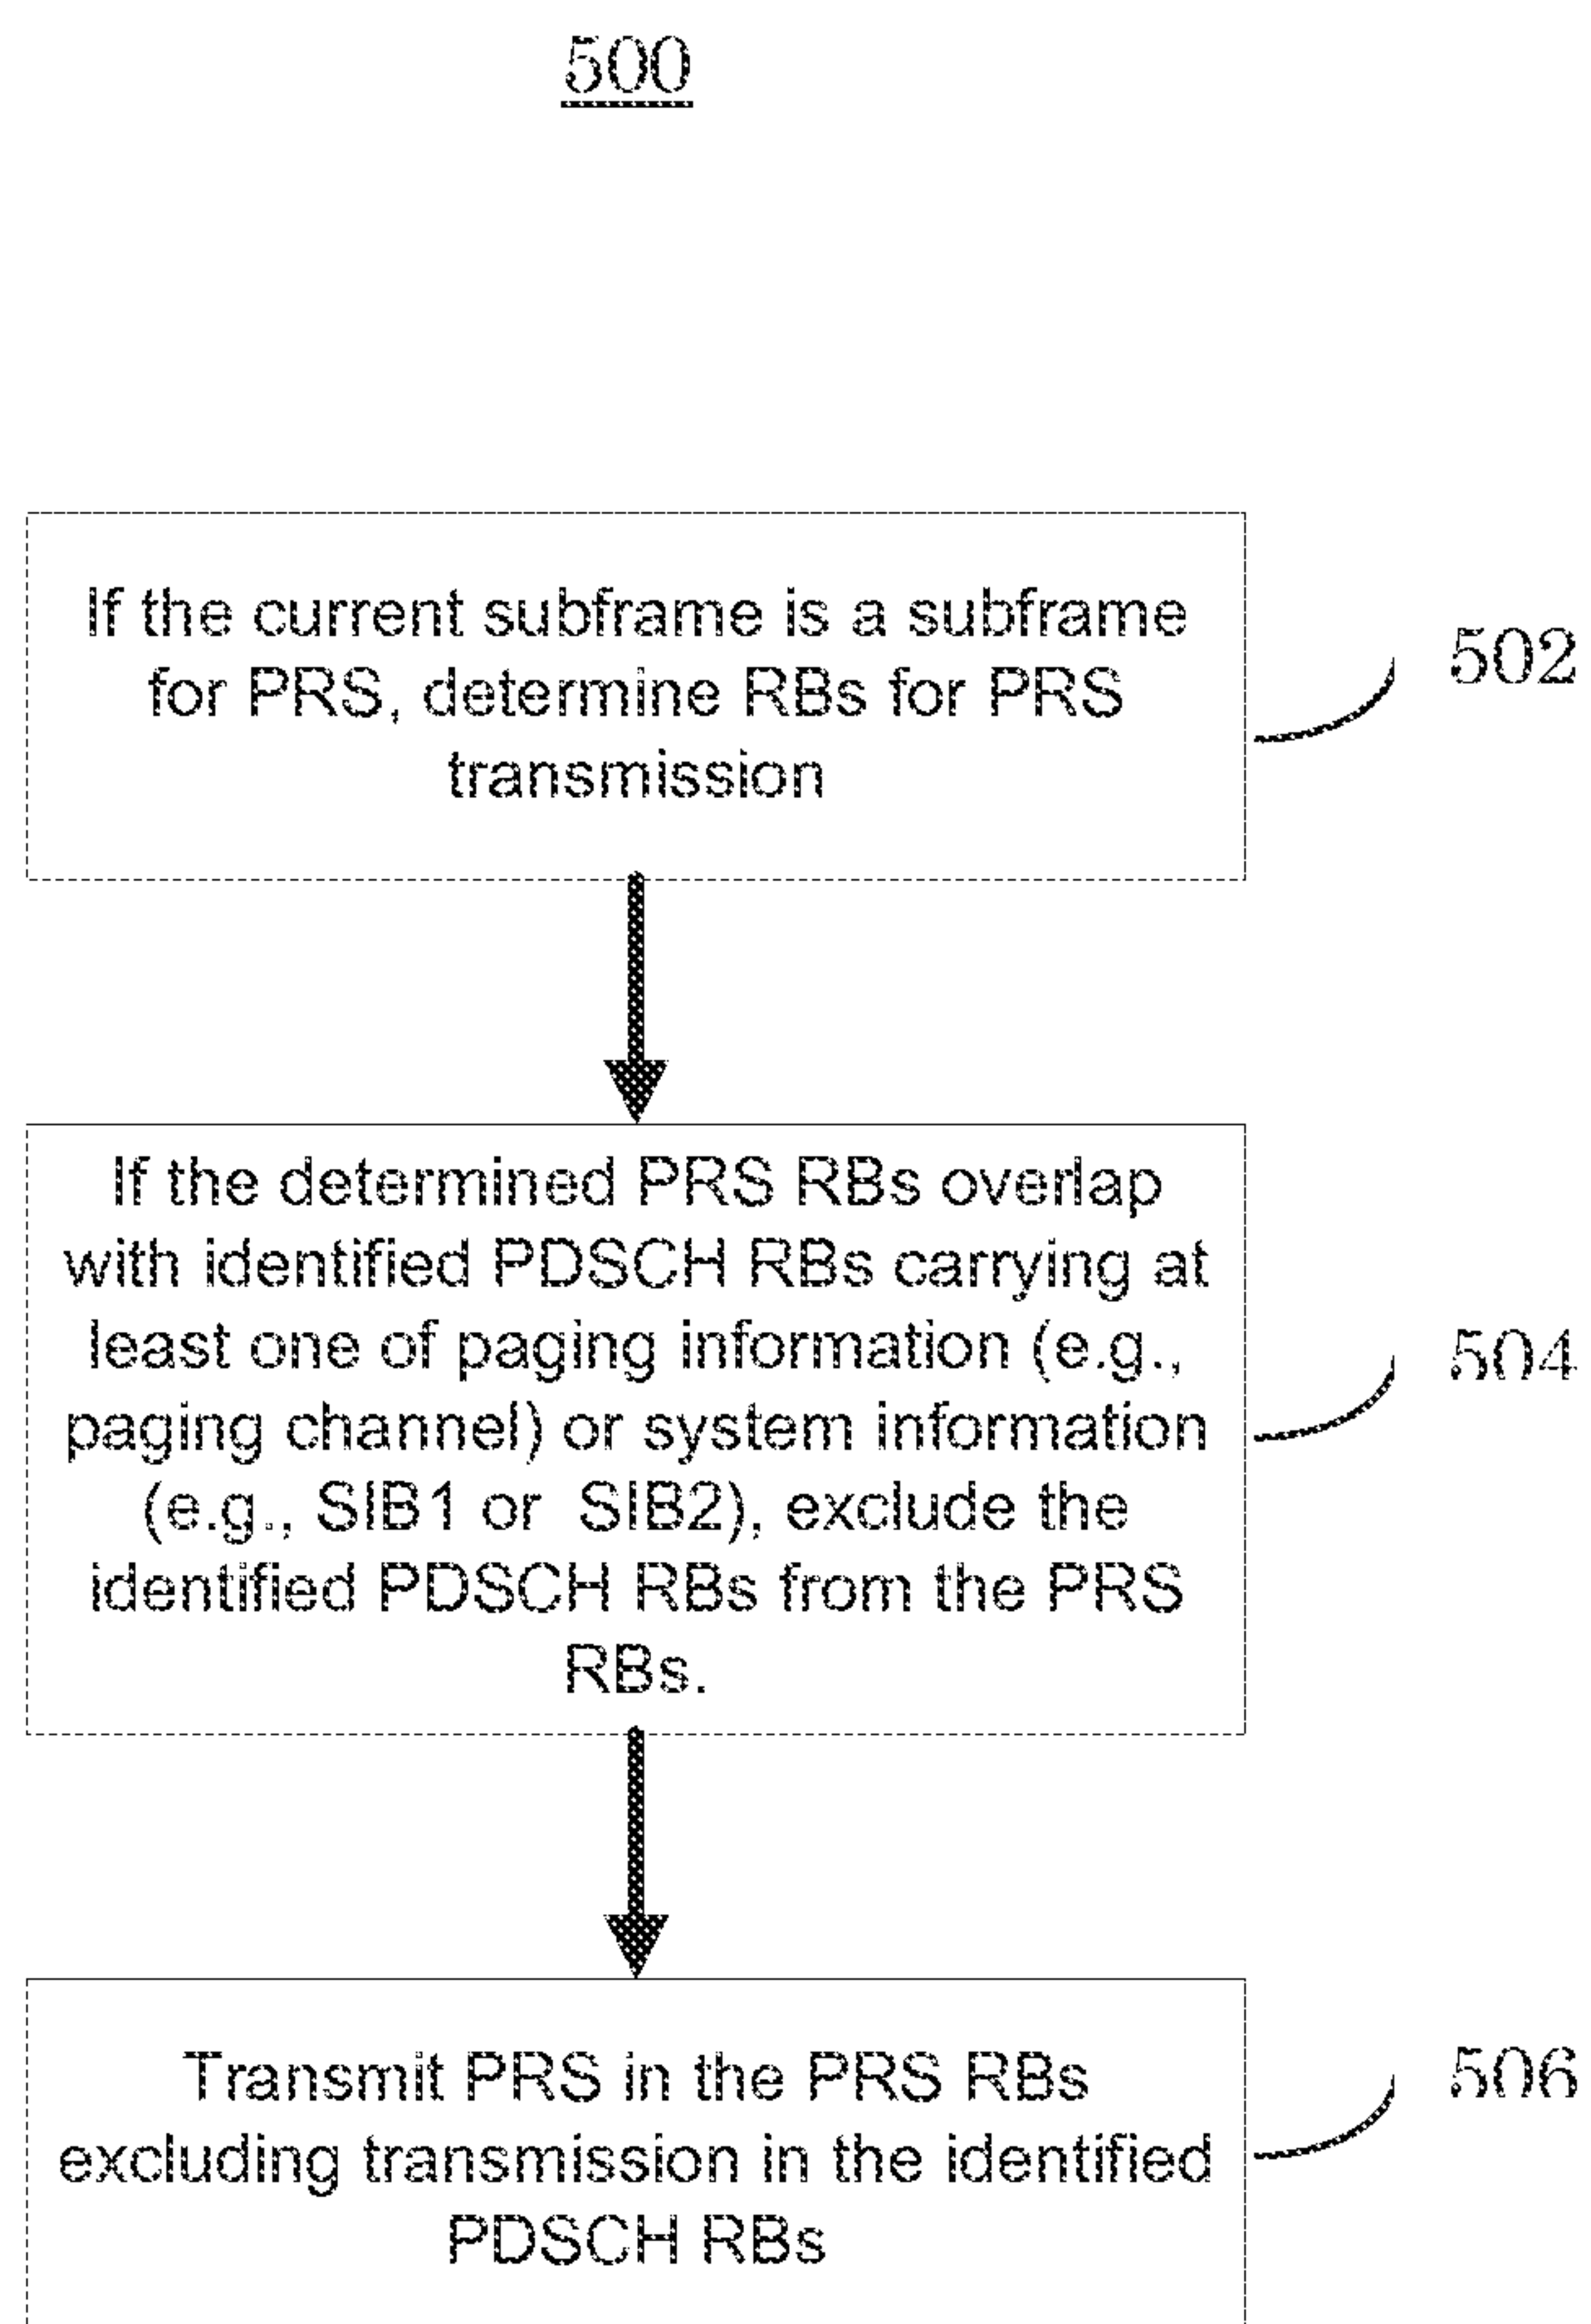 500
If the current subframe is a subframe
for PRS, determine RBs for PRS
transmission
502
If the determined PRS RBs overlap
with identified PDSCH RBs carrying at
least one of paging information (e.g.,
paging channel) or system information
(e.g., SIB1 or SIB2), exclude the
identified PDSCH RBs from the PRS
RBs.
504
Transmit PRS in the PRS RBs
excluding transmission in the identified
PDSCH RBs
506